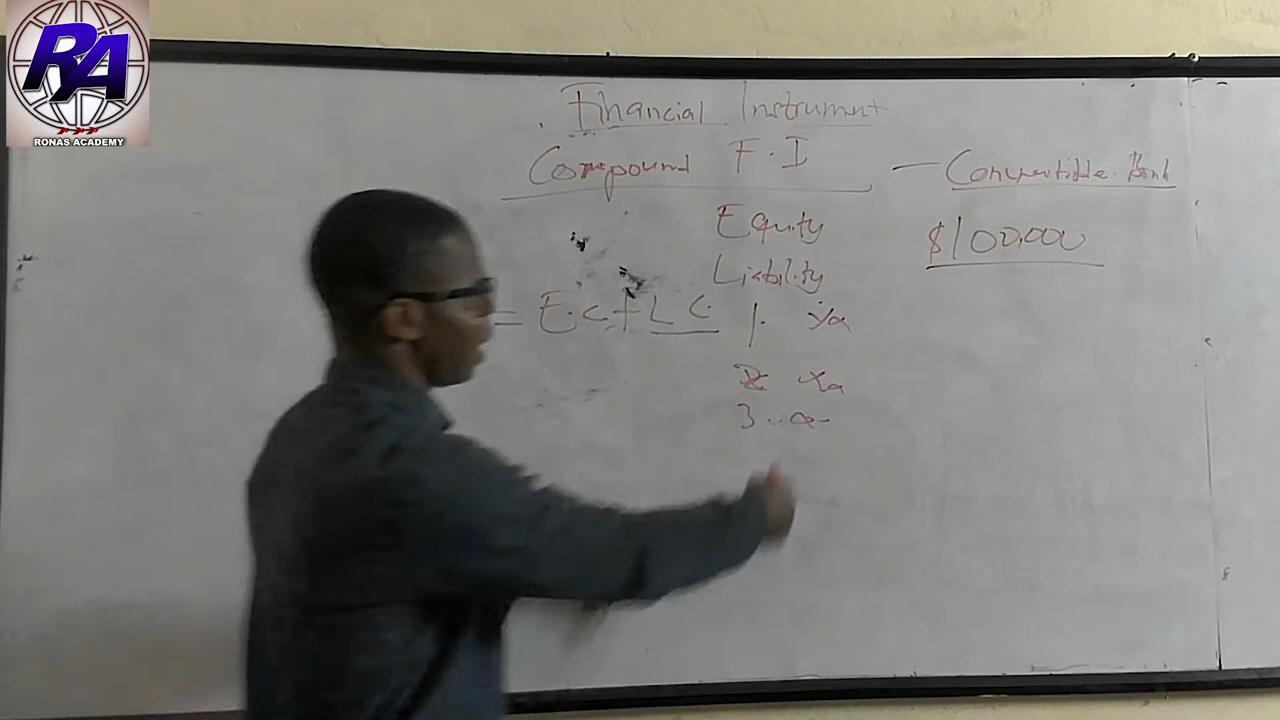 RA
RONAS ACADEMY
Financial Instrument
Compound F.I — Convertible Bond
Equity
$100,000
Liability
= E.C + L C. 1.
2
3